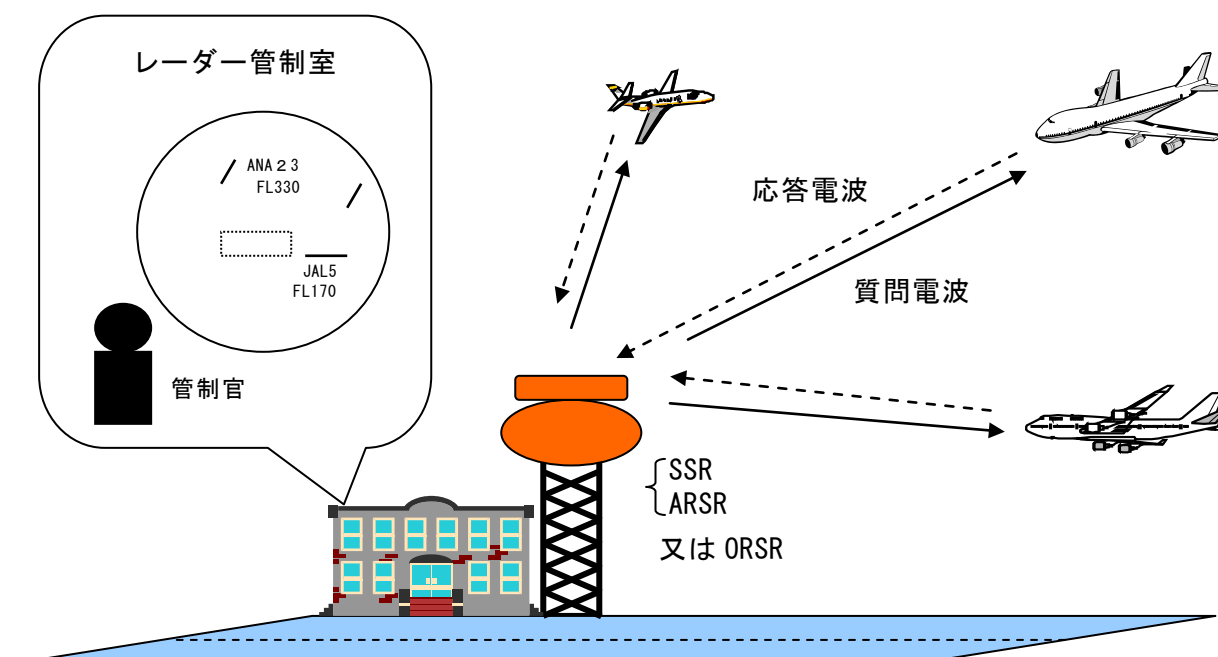 レーダー管制室
ANA２３
FL330
JAL5
FL170
管制官
応答電波
質問電波
SSR
ARSR
又は ORSR